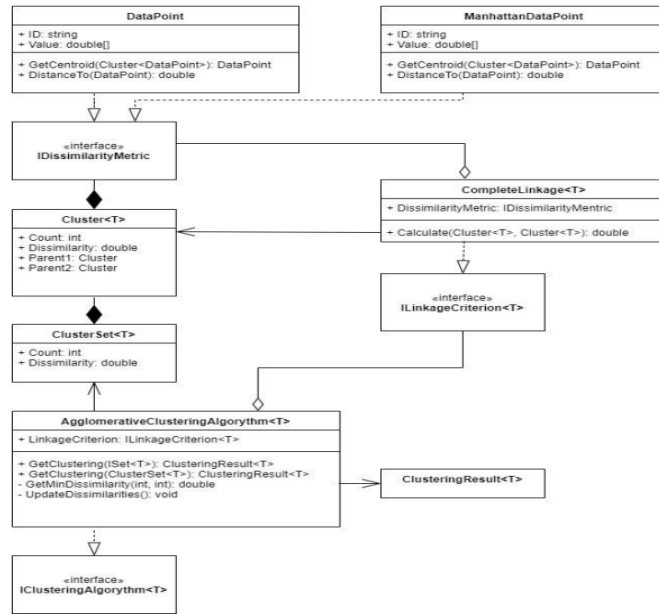 DataPoint
+ ID: string
+ Value: double[]
+ GetCentroid(Cluster<DataPoint>): DataPoint
+ DistanceTo(DataPoint): double
ManhattanDataPoint
+ ID: string
+ Value: double[]
+ GetCentroid(Cluster<DataPoint>): DataPoint
+ DistanceTo(DataPoint): double
«interface»
IDissimilarityMetric
CompleteLinkage<T>
+ DissimilarityMetric: IDissimilarityMentric
+ Calculate(Cluster<T>, Cluster<T>): double
Cluster<T>
+ Count: int
+ Dissimilarity: double
+ Parent1: Cluster
+ Parent2: Cluster
«interface»
ILinkageCriterion<T>
ClusterSet<T>
+ Count: int
+ Dissimilarity: double
AgglomerativeClusteringAlgorythm<T>
+ LinkageCriterion: ILinkageCriterion<T>
+ GetClustering(ISet<T>): ClusteringResult<T>
+ GetClustering(ClusterSet<T>): ClusteringResult<T>
- GetMinDissimilarity(int, int): double
- UpdateDissimilarities(): void
ClusteringResult<T>
«interface»
IClusteringAlgorythm<T>